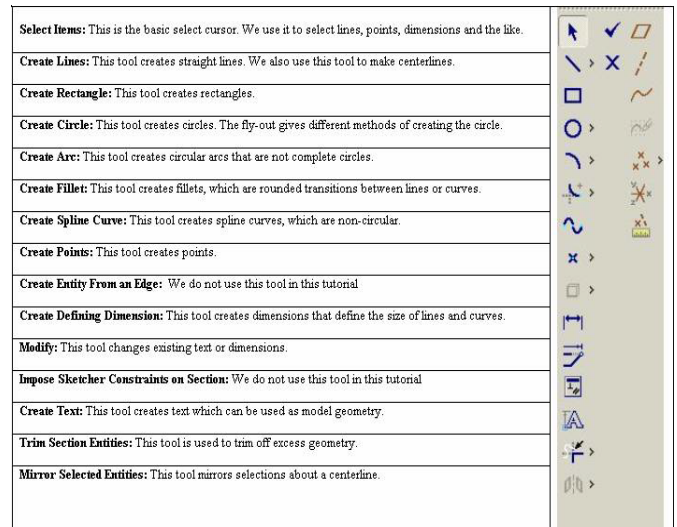 Select Items: This is the basic select cursor. We use it to select lines, points, dimensions and the like.
Create Lines: This tool creates straight lines. We also use this tool to make centerlines.
Create Rectangle: This tool creates rectangles.
Create Circle: This tool creates circles. The fly-out gives different methods of creating the circle.
Create Arc: This tool creates circular arcs that are not complete circles.
Create Fillet: This tool creates fillets, which are rounded transitions between lines or curves.
Create Spline Curve: This tool creates spline curves, which are non-circular.
Create Points: This tool creates points.
Create Entity From an Edge: We do not use this tool in this tutorial
Create Defining Dimension: This tool creates dimensions that define the size of lines and curves.
Modify: This tool changes existing text or dimensions.
Impose Sketcher Constraints on Section: We do not use this tool in this tutorial
Create Text: This tool creates text which can be used as model geometry.
Trim Section Entities: This tool is used to trim off excess geometry.
Mirror Selected Entities: This tool mirrors selections about a centerline.